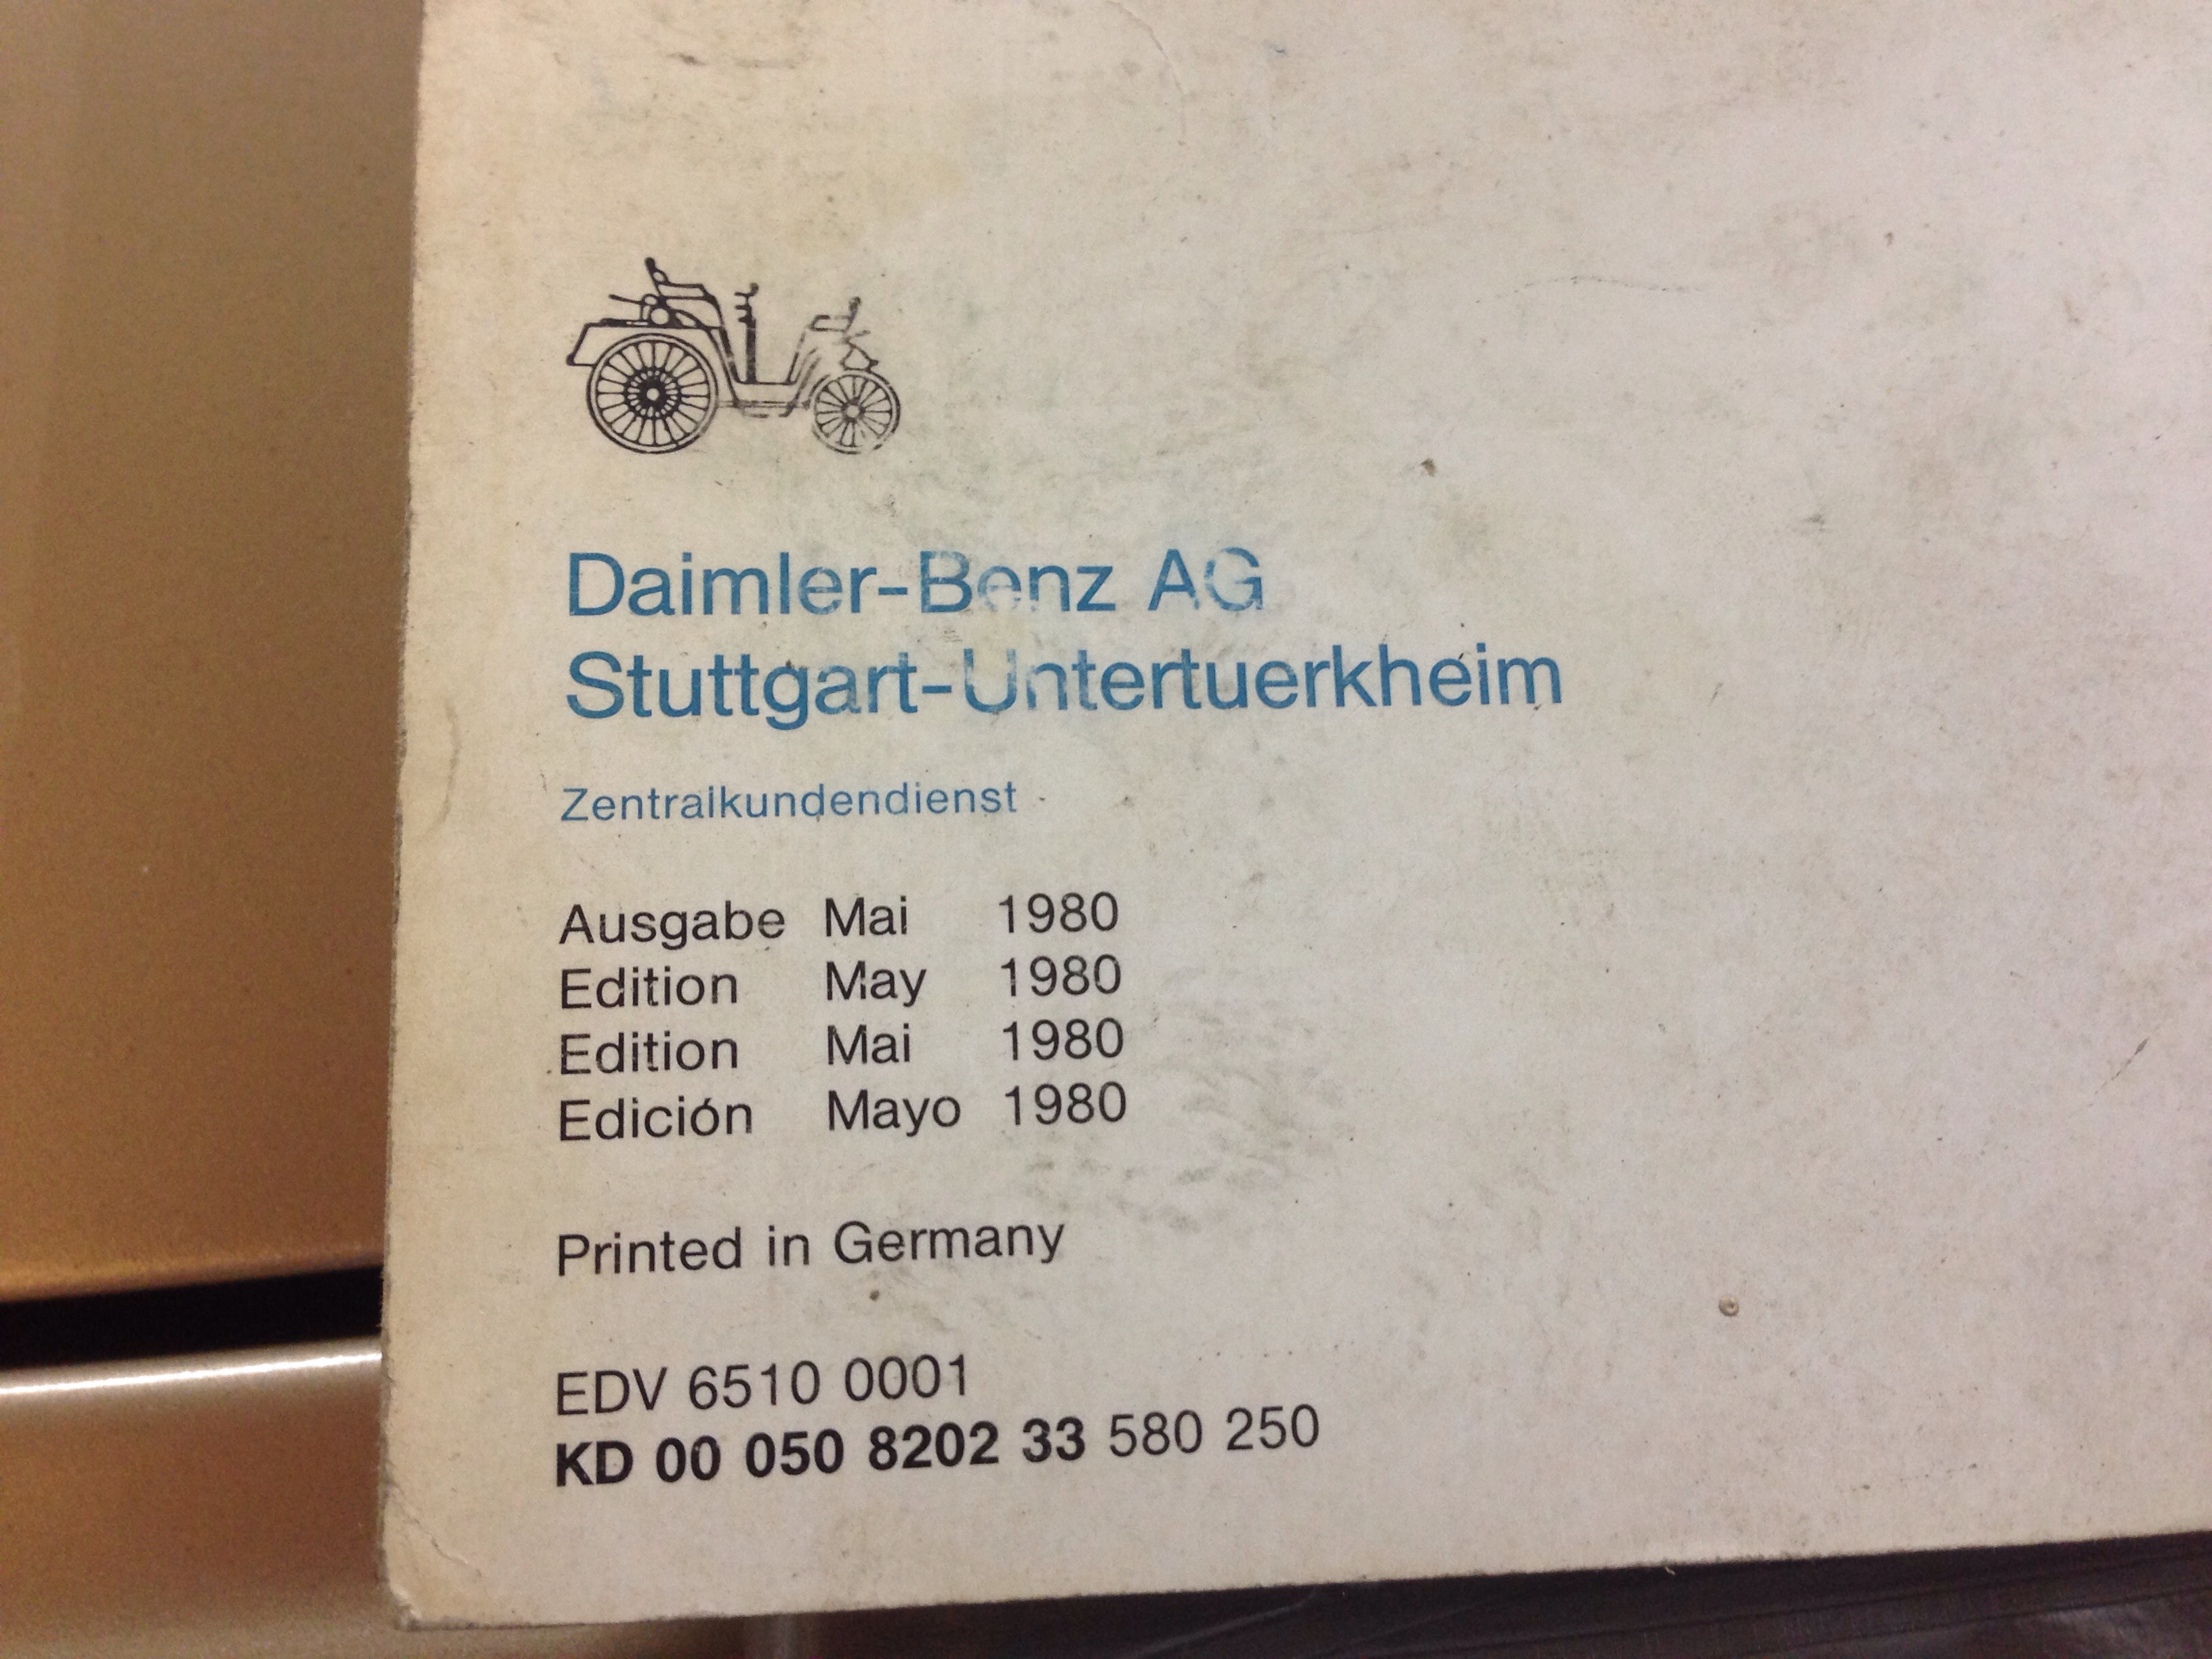 Daimler-Benz AG
Stuttgart-Untertuerkheim
Zentralkundendienst
Ausgabe Mai 1980
Edition May 1980
Edition Mai 1980
Edición Mayo 1980
Printed in Germany
EDV 6510 0001
KD 00 050 8202 33 580 250